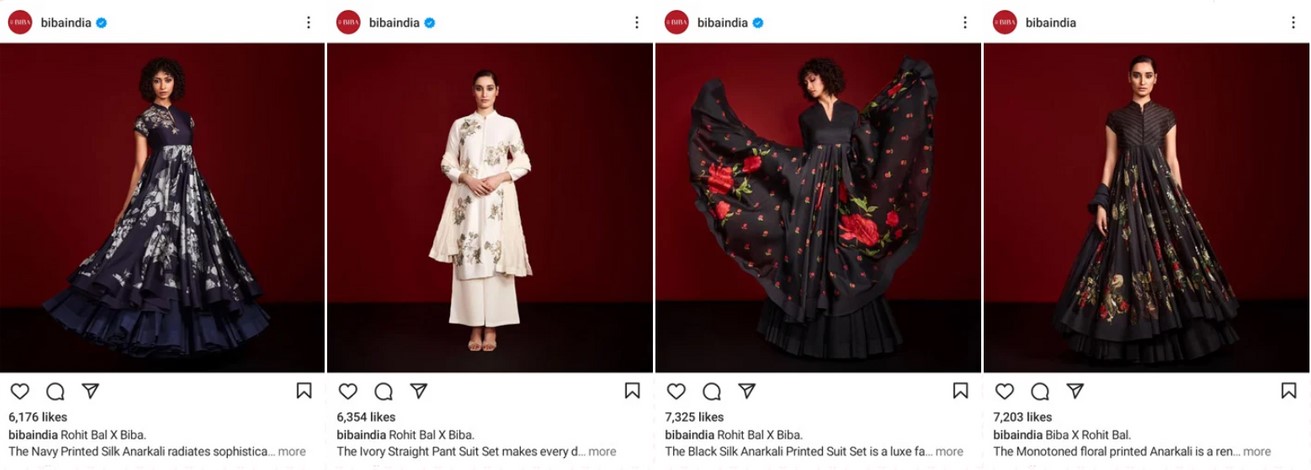 BIBA bibaindia
6,176 likes
bibaindia Rohit Bal X Biba.
The Navy Printed Silk Anarkali radiates sophistica... more
BIBA bibaindia
6,354 likes
bibaindia Rohit Bal X Biba.
The Ivory Straight Pant Suit Set makes every d... more
BIBA bibaindia
7,325 likes
bibaindia Rohit Bal X Biba.
The Black Silk Anarkali Printed Suit Set is a luxe fa... more
BIBA bibaindia
7,203 likes
bibaindia Biba X Rohit Bal.
The Monotoned floral printed Anarkali is a ren... more